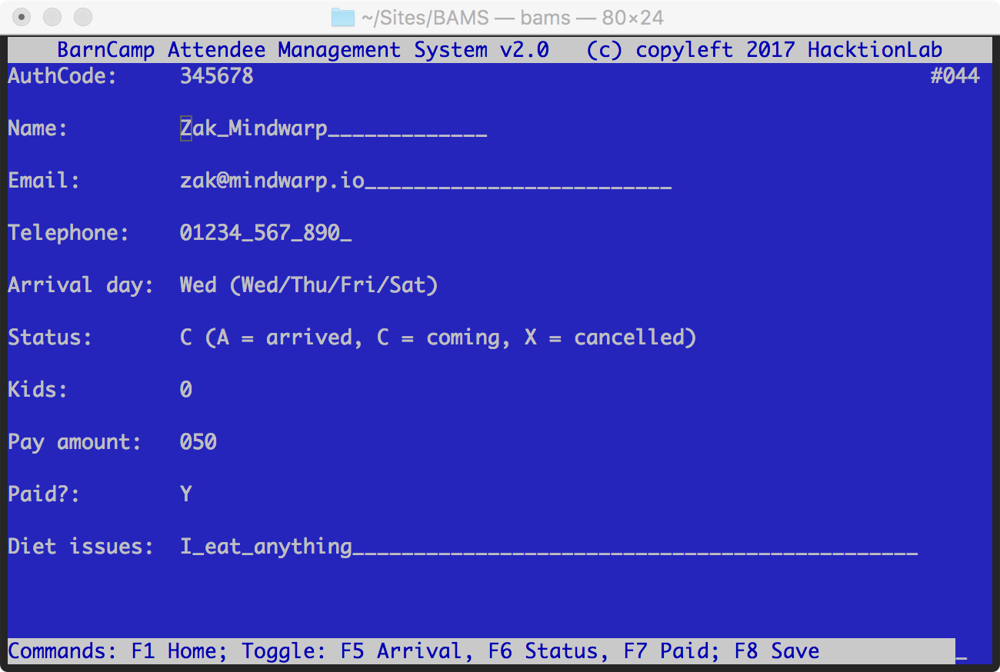 ~/Sites/BAMS — bams — 80×24
BarnCamp Attendee Management System v2.0 (c) copyleft 2017 HacktionLab
AuthCode: 345678 #044
Name: Zak_Mindwarp_____________
Email: zak@mindwarp.io_________________________
Telephone: 01234_567_890_
Arrival day: Wed (Wed/Thu/Fri/Sat)
Status: C (A = arrived, C = coming, X = cancelled)
Kids: 0
Pay amount: 050
Paid?: Y
Diet issues: I_eat_anything______________________________________________
Commands: F1 Home; Toggle: F5 Arrival, F6 Status, F7 Paid; F8 Save _